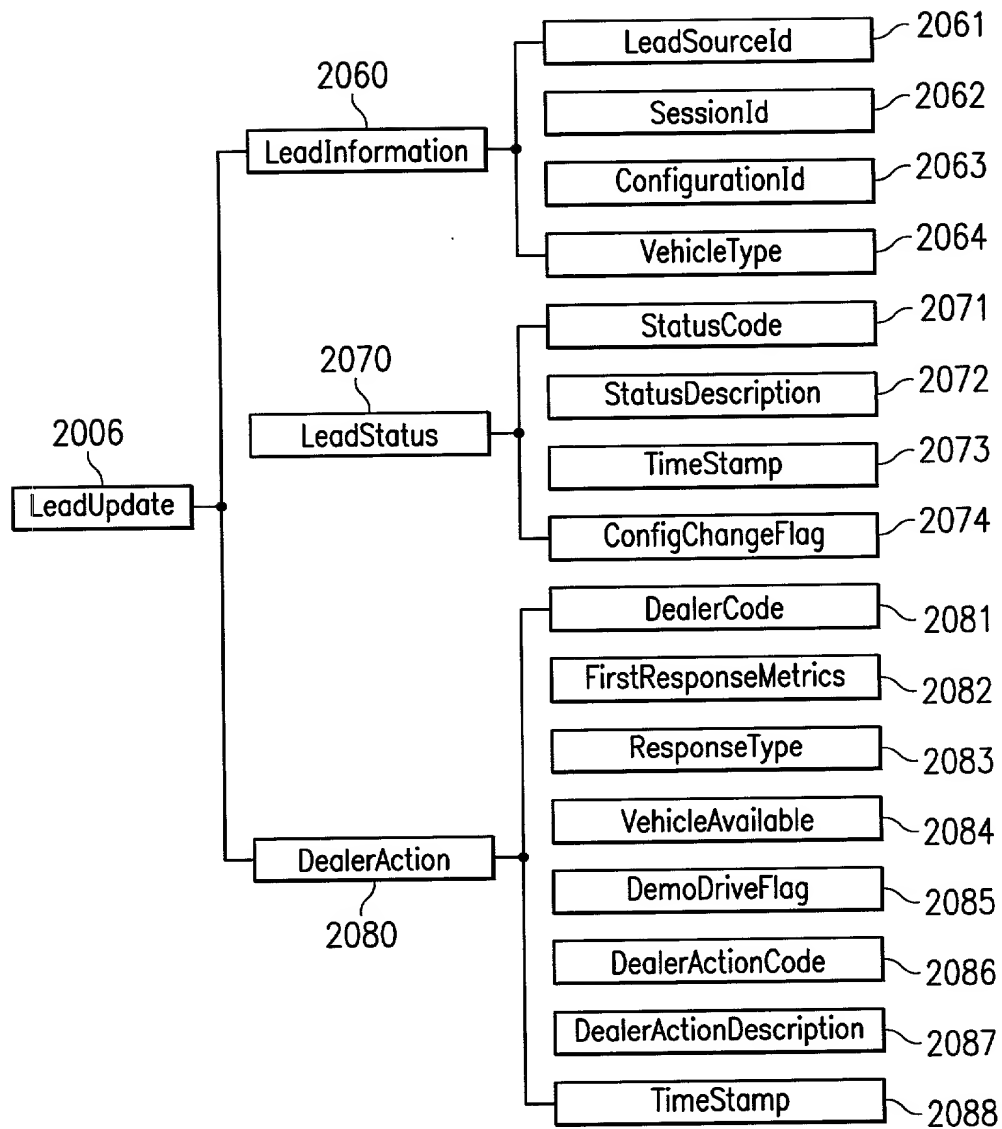 LeadUpdate
2006
LeadInformation
2060
LeadSourceId
2061
SessionId
2062
ConfigurationId
2063
VehicleType
2064
LeadStatus
2070
StatusCode
2071
StatusDescription
2072
TimeStamp
2073
ConfigChangeFlag
2074
DealerAction
2080
DealerCode
2081
FirstResponseMetrics
2082
ResponseType
2083
VehicleAvailable
2084
DemoDriveFlag
2085
DealerActionCode
2086
DealerActionDescription
2087
TimeStamp
2088